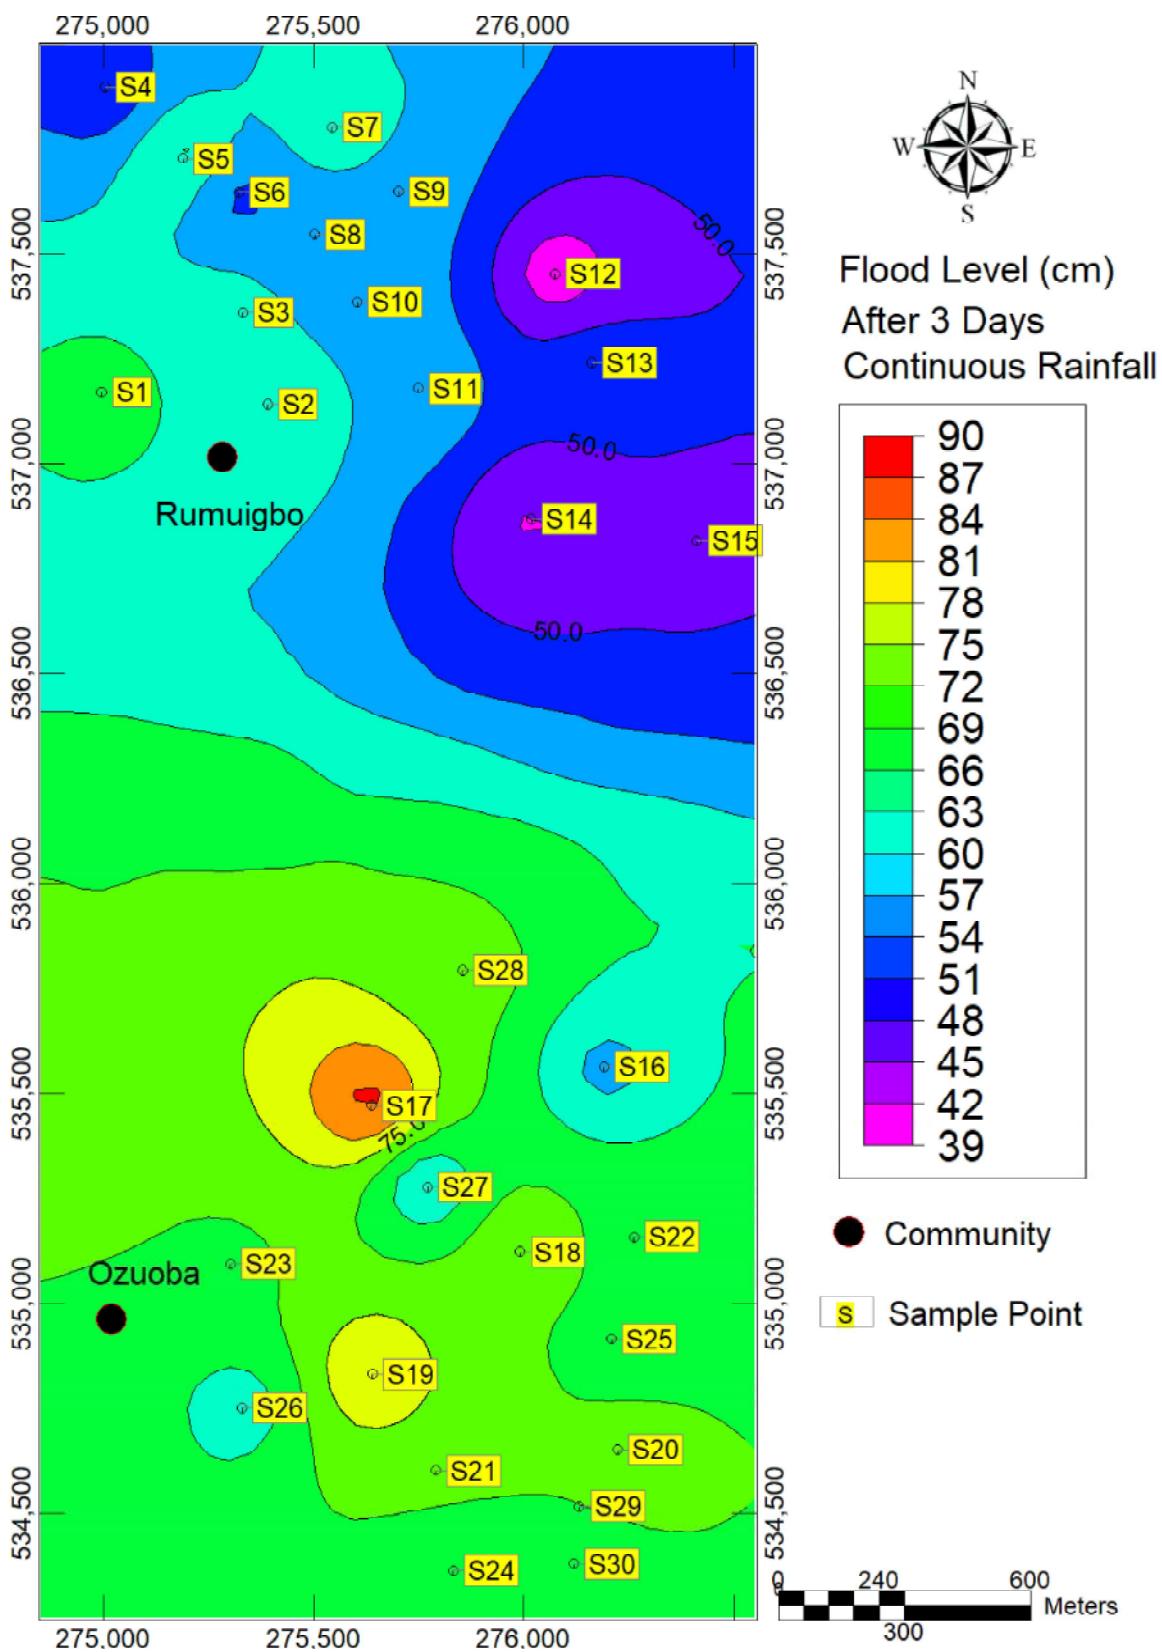 275,000 275,500 276,000
S4
S7
S5
S6
S9
S8
50.0
537,500
537,500
S12
S10
S3
S13
S1
S11
S2
50.0
537,000
537,000
Rumuigbo
S14
S15
50.0
536,500
536,500
536,000
536,000
S28
S16
535,500
535,500
S17
75.0
S27
S22
S18
S23
Ozuoba
535,000
535,000
S25
S19
S26
S20
S21
S29
534,500
534,500
S30
S24
275,000 275,500 276,000
N
W E
S
Flood Level (cm)
After 3 Days
Continuous Rainfall
90
87
84
81
78
75
72
69
66
63
60
57
54
51
48
45
42
39
Community
S Sample Point
0 240 600
Meters
300